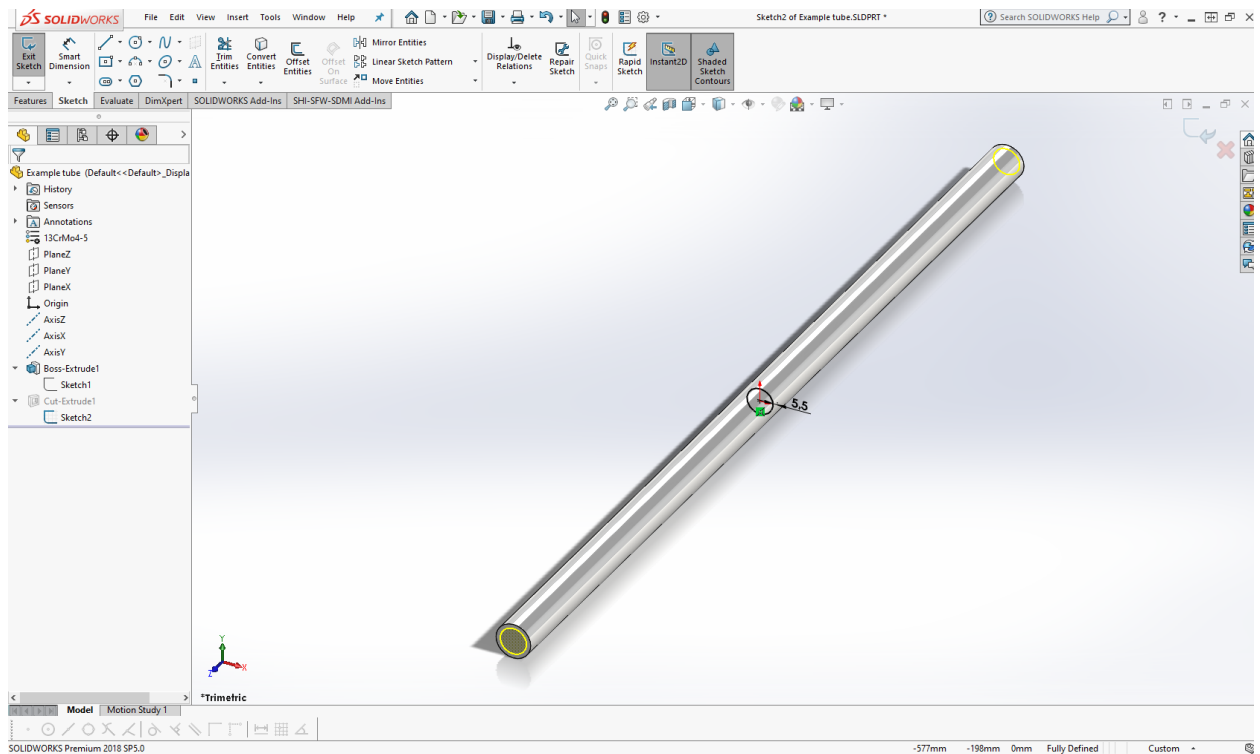 SOLIDWORKS File Edit View Insert Tools Window Help Sketch2 of Example tube.SLDPRT * Search SOLIDWORKS Help ?
Exit Sketch Smart Dimension Trim Entities Convert Entities Offset Entities Offset On Surface Mirror Entities Linear Sketch Pattern Move Entities Display/Delete Relations Repair Sketch Quick Snaps Rapid Sketch Instant2D Shaded Sketch Contours
Features Sketch Evaluate DimXpert SOLIDWORKS Add-Ins SHI-SFW-SDMI Add-Ins
Example tube (Default<<Default>_Displa
History
Sensors
Annotations
13CrMo4-5
PlaneZ
PlaneY
PlaneX
Origin
AxisZ
AxisX
AxisY
Boss-Extrude1
Sketch1
Cut-Extrude1
Sketch2
5,5
Y
Z X
*Trimetric
Model Motion Study 1
SOLIDWORKS Premium 2018 SP5.0 -577mm -198mm 0mm Fully Defined Custom